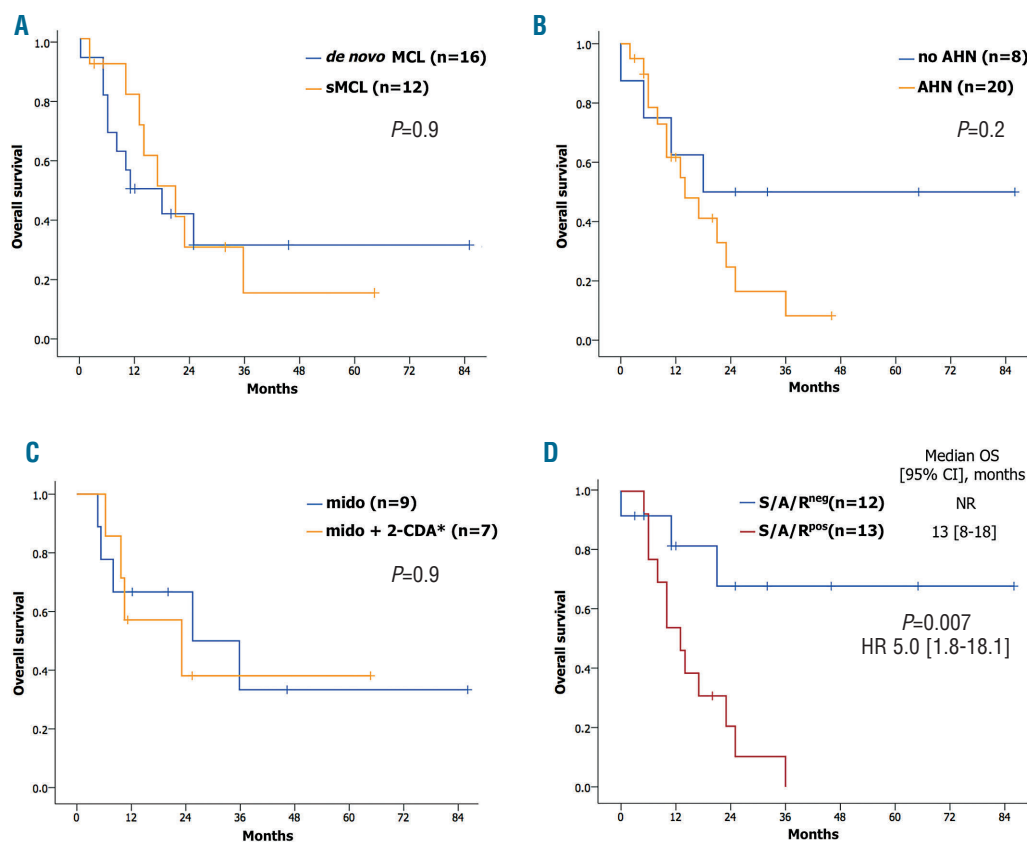 A
de novo MCL (n=16)
sMCL (n=12)
P=0.9
Overall survival
1.0
0.8
0.6
0.4
0.2
0.0
0 12 24 36 48 60 72 84
Months
B
no AHN (n=8)
AHN (n=20)
P=0.2
Overall survival
1.0
0.8
0.6
0.4
0.2
0.0
0 12 24 36 48 60 72 84
Months
C
mido (n=9)
mido + 2-CDA* (n=7)
P=0.9
Overall survival
1.0
0.8
0.6
0.4
0.2
0.0
0 12 24 36 48 60 72 84
Months
D
Median OS
[95% CI], months
S/A/Rneg(n=12) NR
S/A/Rpos(n=13) 13 [8-18]
P=0.007
HR 5.0 [1.8-18.1]
Overall survival
1.0
0.8
0.6
0.4
0.2
0.0
0 12 24 36 48 60 72 84
Months